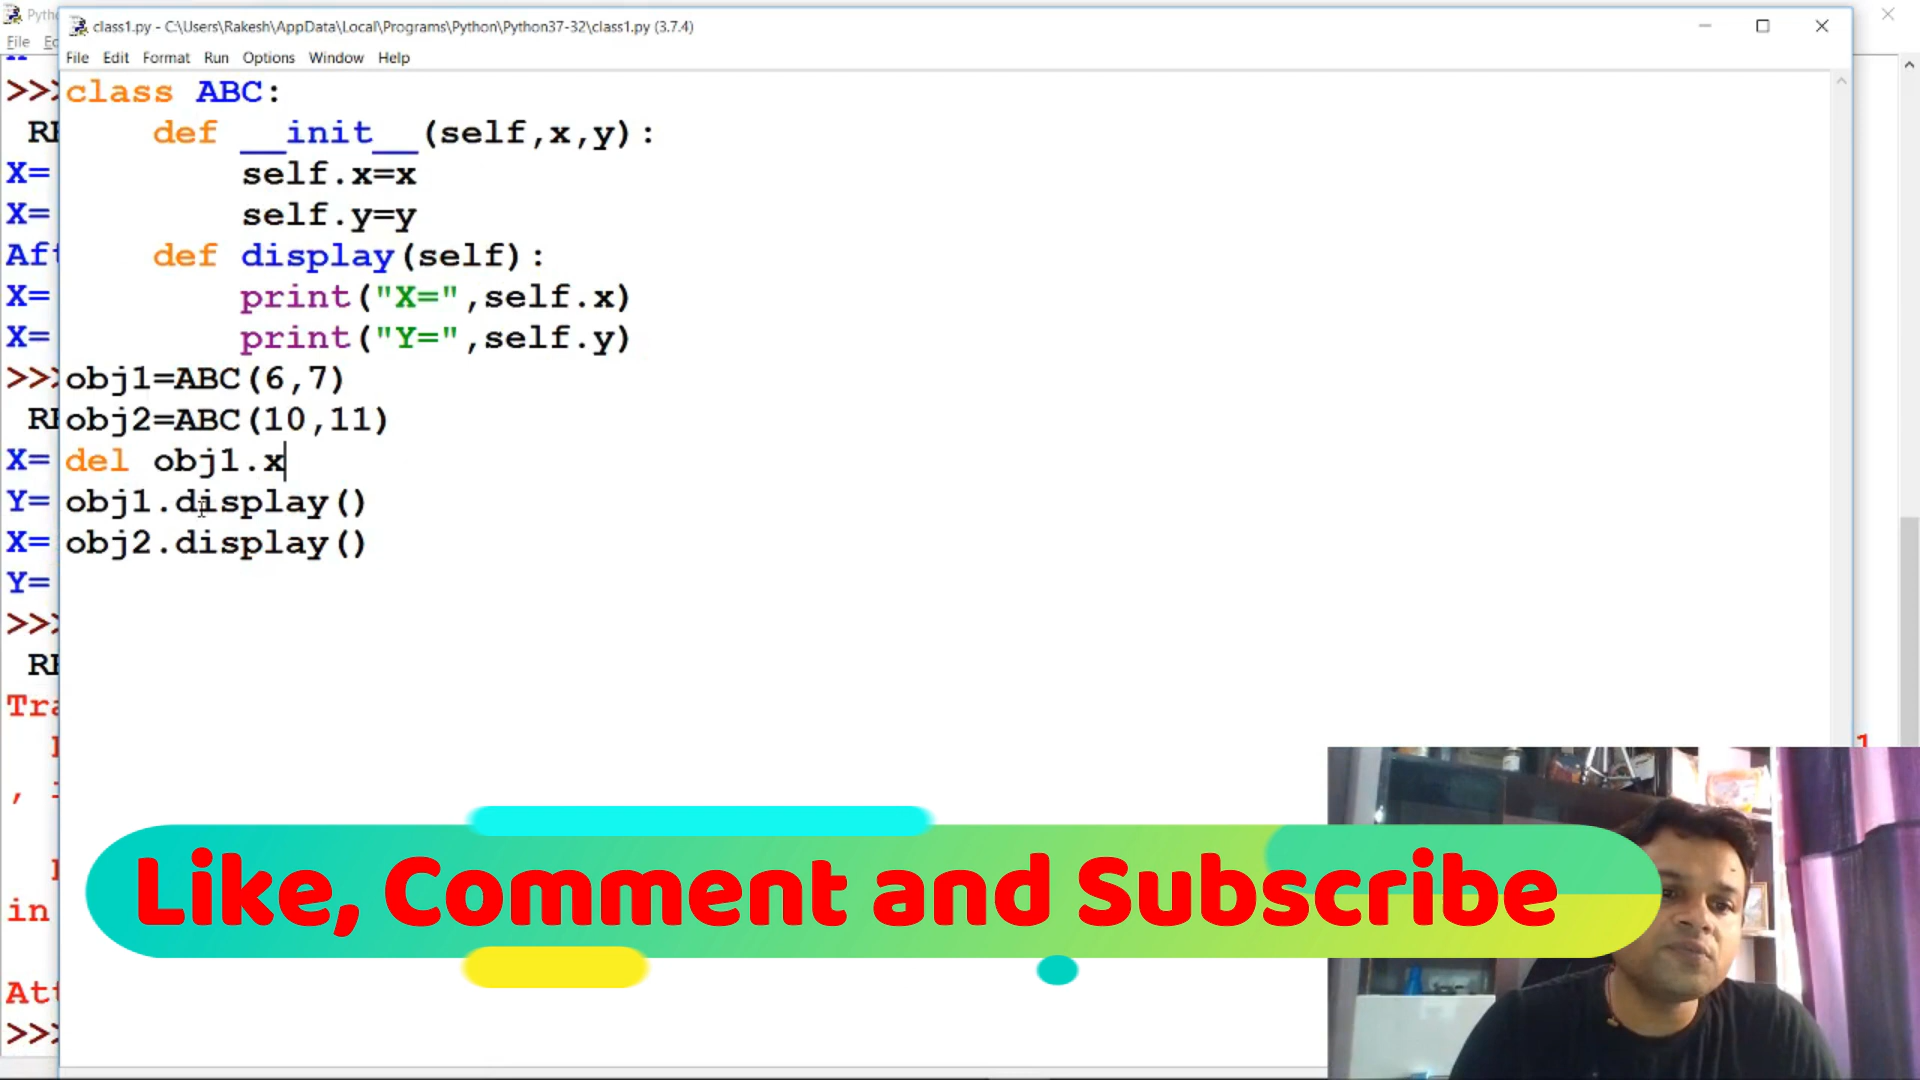 class1.py - C:\Users\Rakesh\AppData\Local\Programs\Python\Python37-32\class1.py (3.7.4)
File Edit Format Run Options Window Help
File
>>>
X=
X=
X=
X=
>>>
X=
Y=
X=
Y=
>>>
in
>>>
class ABC:
def __init__(self,x,y):
self.x=x
self.y=y
def display(self):
print("X=",self.x)
print("Y=",self.y)
obj1=ABC(6,7)
obj2=ABC(10,11)
del obj1.x
obj1.display()
obj2.display()
Like, Comment and Subscribe